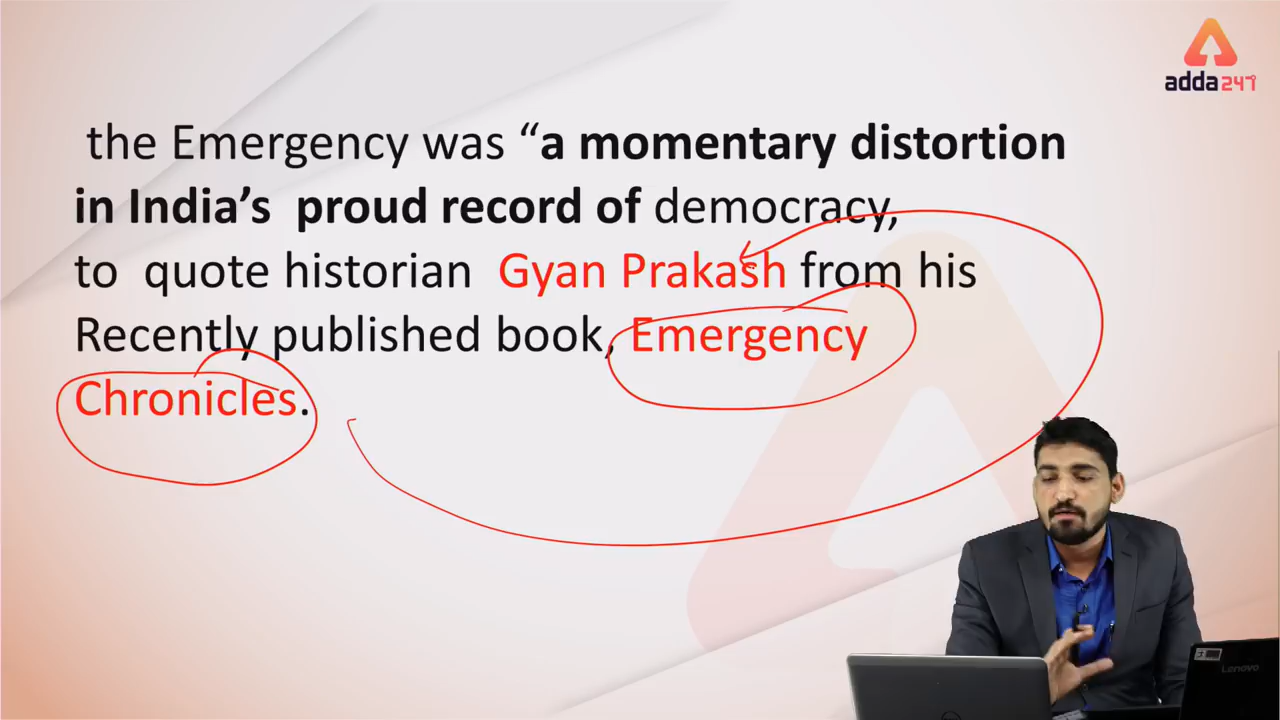 adda247
the Emergency was “a momentary distortion
in India’s proud record of democracy,
to quote historian Gyan Prakash from his
Recently published book, Emergency
Chronicles.
Lenovo